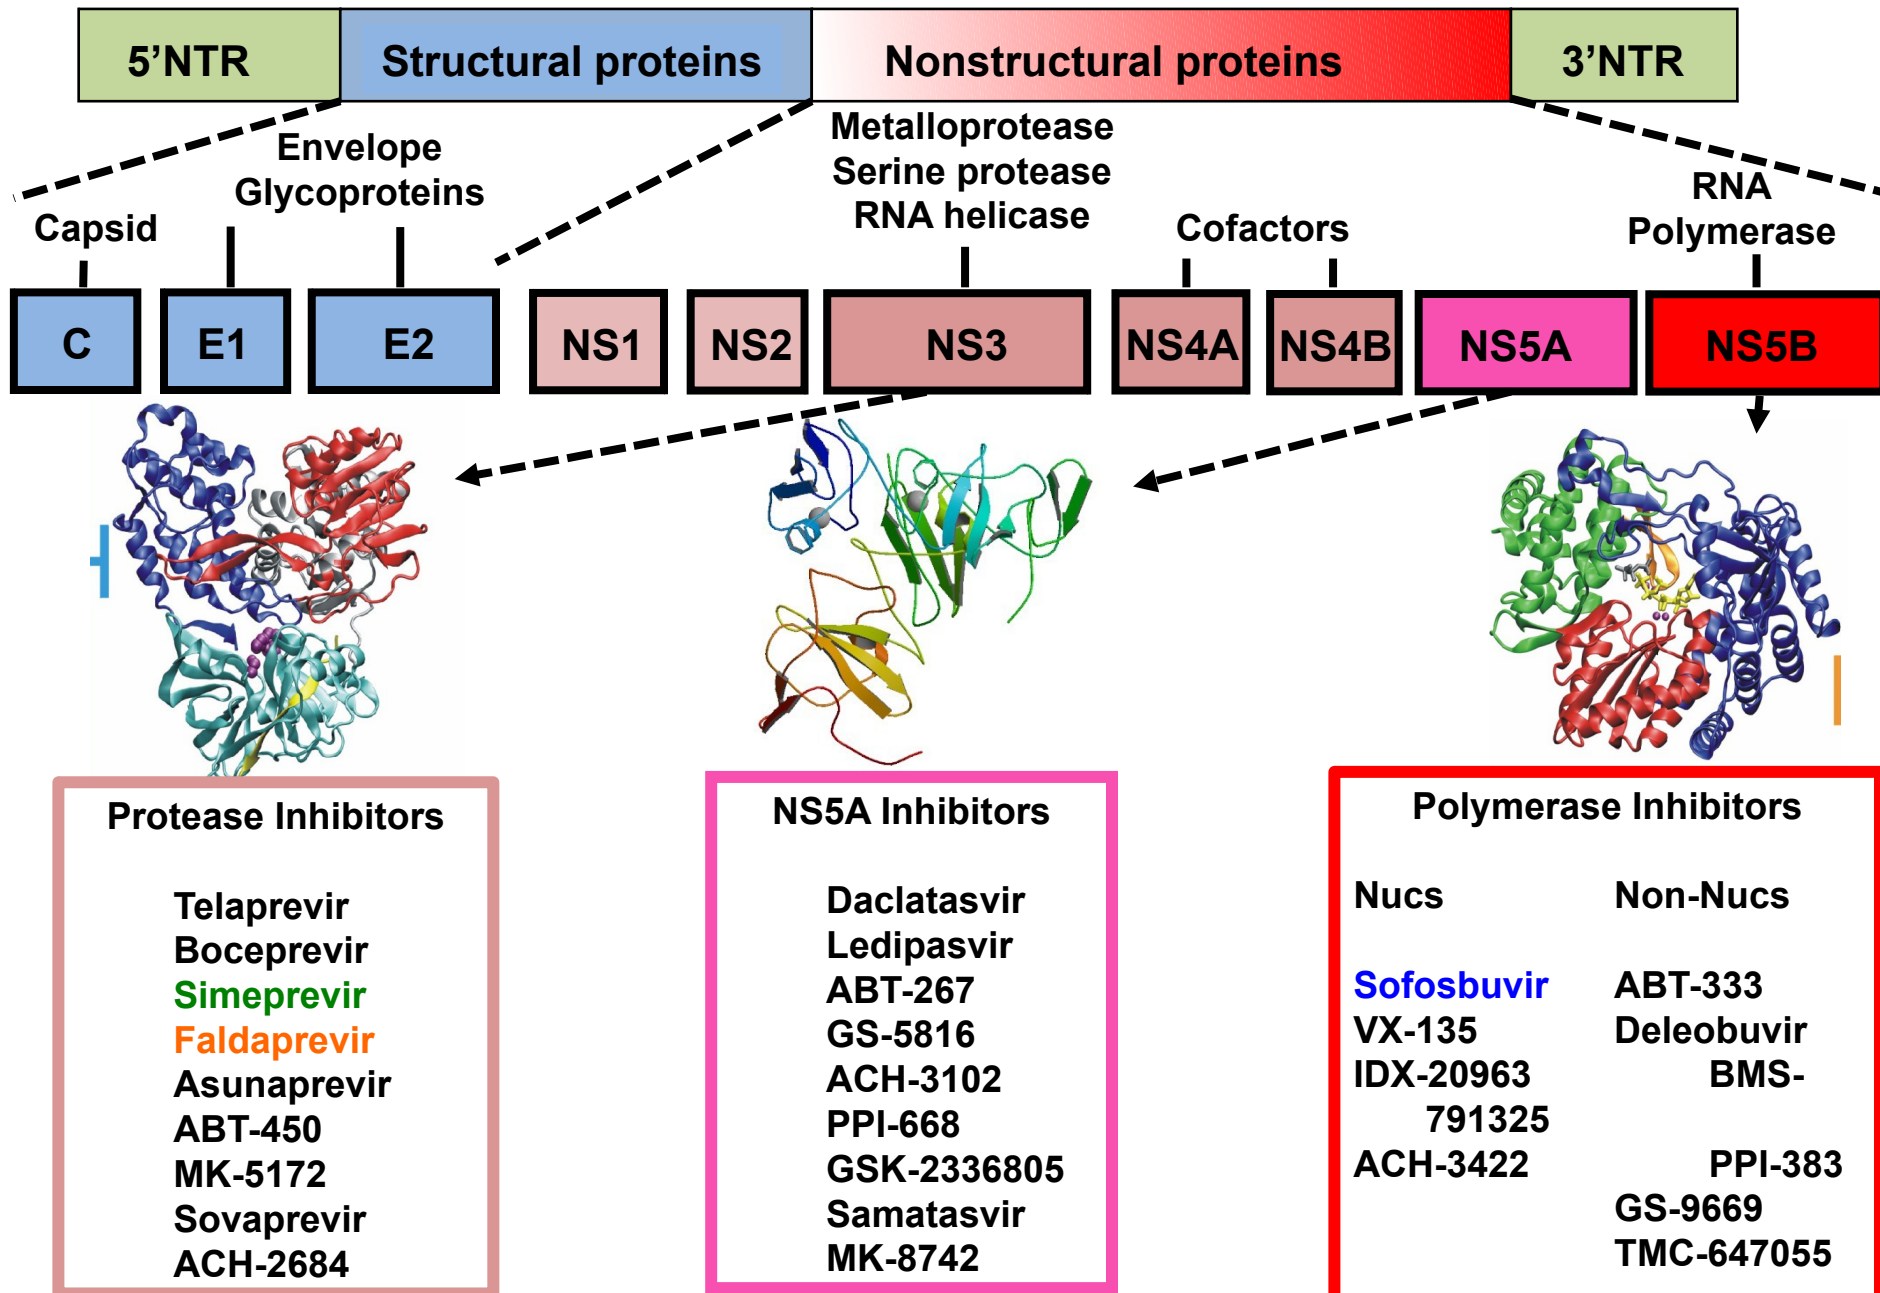 5’NTR
Structural proteins
Nonstructural proteins
3’NTR
Capsid
Envelope
Glycoproteins
Metalloprotease
Serine protease
RNA helicase
Cofactors
RNA
Polymerase
C
E1
E2
NS1
NS2
NS3
NS4A
NS4B
NS5A
NS5B
Protease Inhibitors
Telaprevir
Boceprevir
Simeprevir
Faldaprevir
Asunaprevir
ABT-450
MK-5172
Sovaprevir
ACH-2684
NS5A Inhibitors
Daclatasvir
Ledipasvir
ABT-267
GS-5816
ACH-3102
PPI-668
GSK-2336805
Samatasvir
MK-8742
Polymerase Inhibitors
Nucs Non-Nucs
Sofosbuvir ABT-333
VX-135 Deleobuvir
IDX-20963 BMS-
791325
ACH-3422 PPI-383
GS-9669
TMC-647055